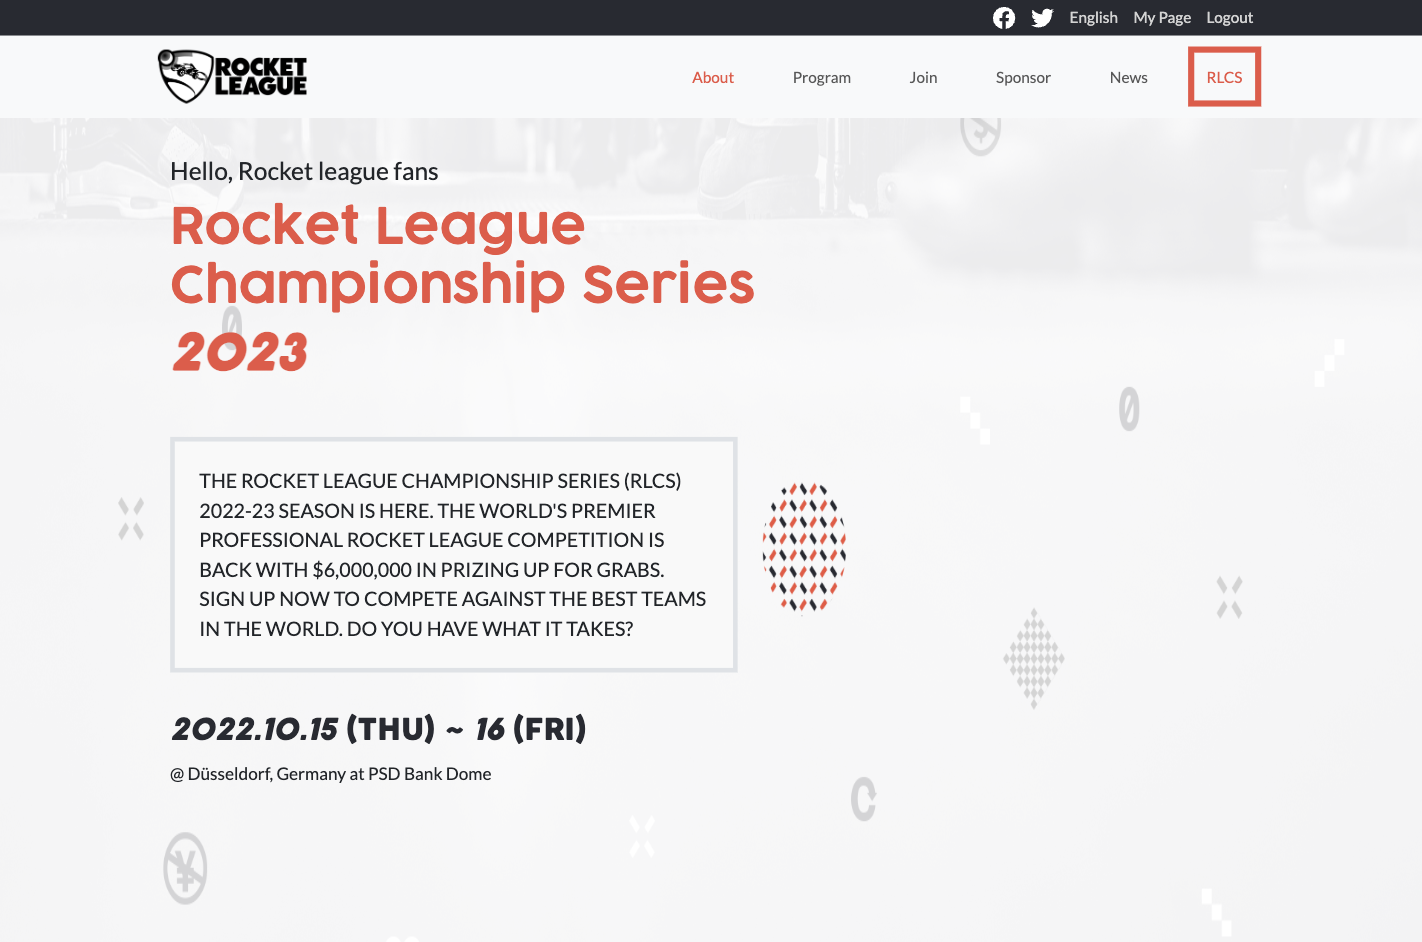 English My Page Logout
ROCKET
LEAGUE
About Program Join Sponsor News RLCS
Hello, Rocket league fans
Rocket League
Championship Series
2023
THE ROCKET LEAGUE CHAMPIONSHIP SERIES (RLCS)
2022-23 SEASON IS HERE. THE WORLD'S PREMIER
PROFESSIONAL ROCKET LEAGUE COMPETITION IS
BACK WITH $6,000,000 IN PRIZING UP FOR GRABS.
SIGN UP NOW TO COMPETE AGAINST THE BEST TEAMS
IN THE WORLD. DO YOU HAVE WHAT IT TAKES?
2022.10.15 (THU) ~ 16 (FRI)
@ Düsseldorf, Germany at PSD Bank Dome